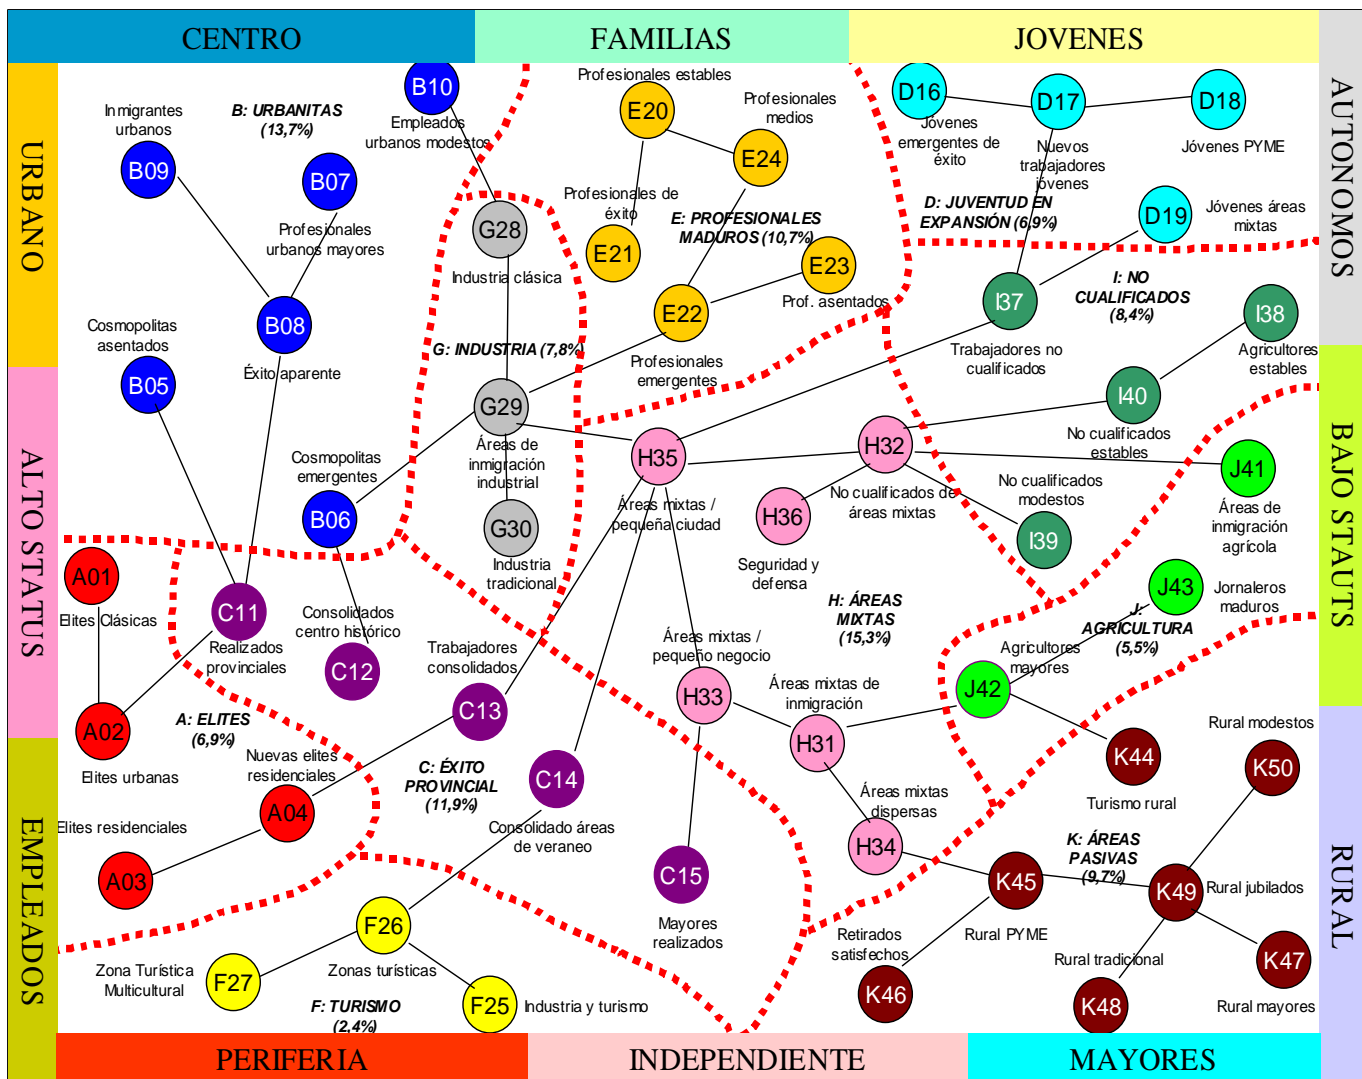 CENTRO
FAMILIAS
JOVENES
URBANO
ALTO STATUS
EMPLEADOS
AUTONOMOS
BAJO STAUTS
RURAL
PERIFERIA
INDEPENDIENTE
MAYORES
B: URBANITAS
(13,7%)
B10
Empleados
urbanos modestos
Inmigrantes
urbanos
B09
B07
Profesionales
urbanos mayores
B08
Éxito aparente
Cosmopolitas
asentados
B05
Cosmopolitas
emergentes
B06
Profesionales estables
E20
Profesionales
medios
E24
Profesionales de
éxito
E21
E: PROFESIONALES
MADUROS (10,7%)
E23
Prof. asentados
E22
Profesionales
emergentes
D16
Jóvenes
emergentes de
éxito
D17
Nuevos
trabajadores
jóvenes
D18
Jóvenes PYME
D: JUVENTUD EN
EXPANSIÓN (6,9%)
D19
Jóvenes áreas
mixtas
G28
Industria clásica
G: INDUSTRIA (7,8%)
G29
Áreas de
inmigración
industrial
G30
Industria
tradicional
I: NO
CUALIFICADOS
(8,4%)
I37
Trabajadores no
cualificados
I38
Agricultores
estables
I40
No cualificados
estables
No cualificados
modestos
I39
H35
Áreas mixtas /
pequeña ciudad
H32
No cualificados de
áreas mixtas
H36
Seguridad y
defensa
H: ÁREAS
MIXTAS
(15,3%)
Áreas mixtas /
pequeño negocio
H33
Áreas mixtas de
inmigración
H31
Áreas mixtas
dispersas
H34
J41
Áreas de
inmigración
agrícola
J43
Jornaleros
maduros
J:
AGRICULTURA
(5,5%)
Agricultores
mayores
J42
A01
Elites Clásicas
A02
Elites urbanas
A: ELITES
(6,9%)
Nuevas elites
residenciales
A04
Elites residenciales
A03
C11
Realizados
provinciales
Consolidados
centro histórico
C12
Trabajadores
consolidados
C13
C: ÉXITO
PROVINCIAL
(11,9%)
C14
Consolidado áreas
de veraneo
C15
Mayores
realizados
F26
Zonas turísticas
Zona Turística
Multicultural
F27
F: TURISMO
(2,4%)
F25
Industria y turismo
K44
Turismo rural
Rural modestos
K50
K: ÁREAS
PASIVAS
(9,7%)
K45
Rural PYME
K49
Rural jubilados
Retirados
satisfechos
K46
Rural tradicional
K48
K47
Rural mayores